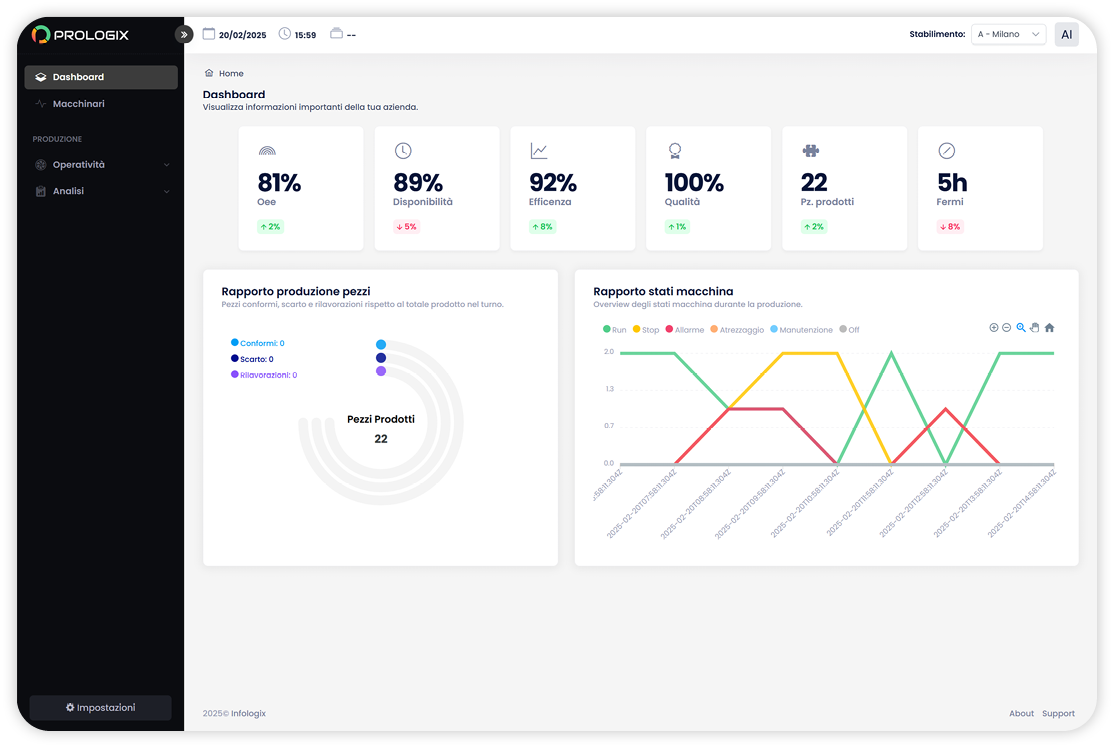 PROLOGIX
20/02/2025 15:59 --
Stabilimento: A - Milano AI
Dashboard
Macchinari
PRODUZIONE
Operatività
Analisi
Impostazioni
Home
Dashboard
Visualizza informazioni importanti della tua azienda.
81%
Oee
2%
89%
Disponibilità
5%
92%
Efficenza
8%
100%
Qualità
1%
22
Pz. prodotti
2%
5h
Fermi
8%
Rapporto produzione pezzi
Pezzi conformi, scarto e rilavorazioni rispetto al totale prodotto nel turno.
Conformi: 0
Scarto: 0
Rilavorazioni: 0
Pezzi Prodotti
22
Rapporto stati macchina
Overview degli stati macchina durante la produzione.
Run Stop Allarme Atrezzaggio Manutenzione Off
2.0
1.3
0.7
0.0
:58:11.304Z
2025-02-20T07:58:11.304Z
2025-02-20T08:58:11.304Z
2025-02-20T09:58:11.304Z
2025-02-20T10:58:11.304Z
2025-02-20T11:58:11.304Z
2025-02-20T12:58:11.304Z
2025-02-20T13:58:11.304Z
2025-02-20T14:58:11.304Z
2025© Infologix
About Support